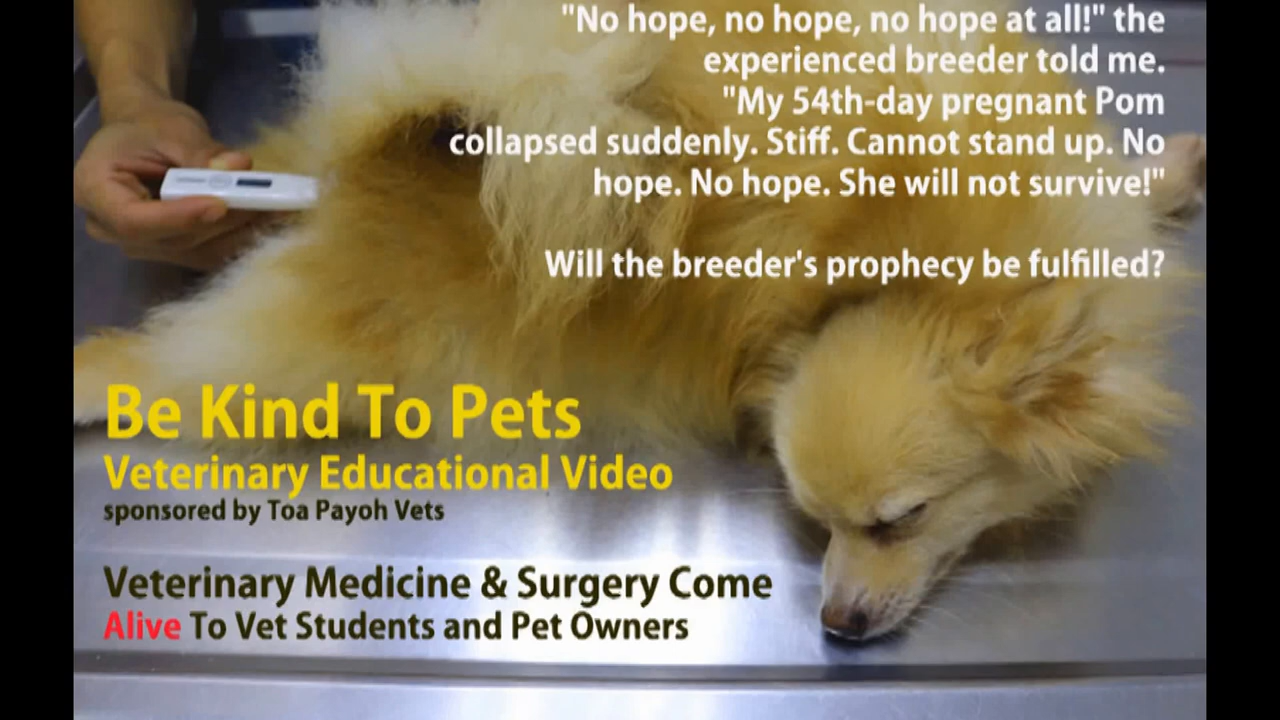 "No hope, no hope, no hope at all!" the
experienced breeder told me.
"My 54th-day pregnant Pom
collapsed suddenly. Stiff. Cannot stand up. No
hope. No hope. She will not survive!"
Will the breeder's prophecy be fulfilled?
Be Kind To Pets
Veterinary Educational Video
sponsored by Toa Payoh Vets
Veterinary Medicine & Surgery Come
Alive To Vet Students and Pet Owners